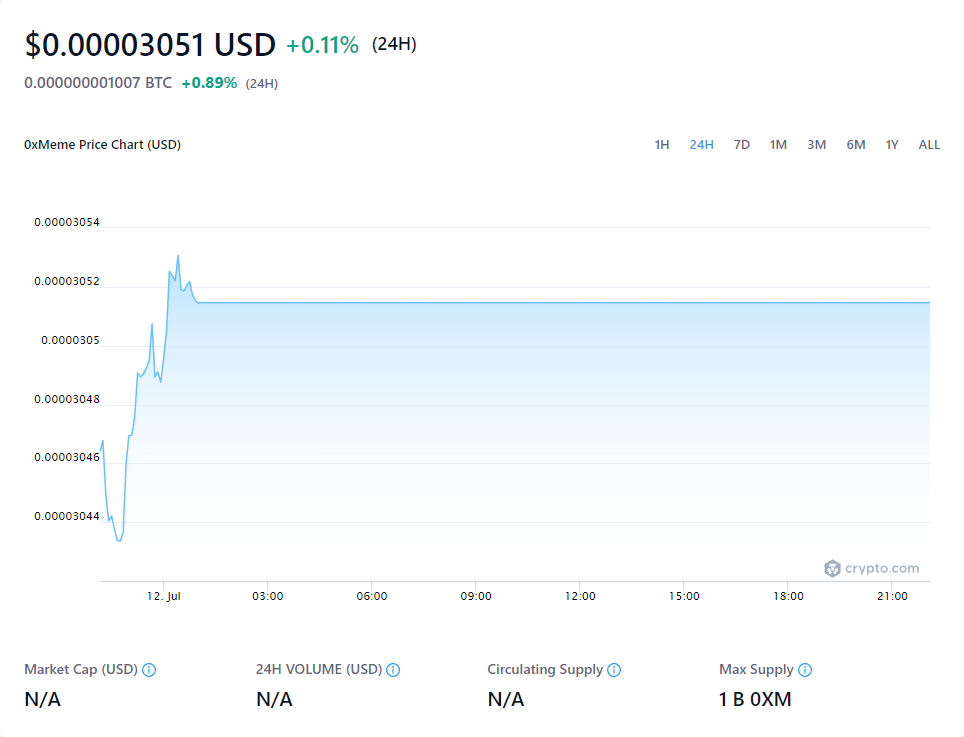 $0.00003051 USD +0.11% (24H)
0.000000001007 BTC +0.89% (24H)
0xMeme Price Chart (USD) 1H 24H 7D 1M 3M 6M 1Y ALL
0.00003054
0.00003052
0.0000305
0.00003048
0.00003046
0.00003044
crypto.com
12. Jul 03:00 06:00 09:00 12:00 15:00 18:00 21:00
Market Cap (USD) 24H VOLUME (USD) Circulating Supply Max Supply
N/A N/A N/A 1 B 0XM